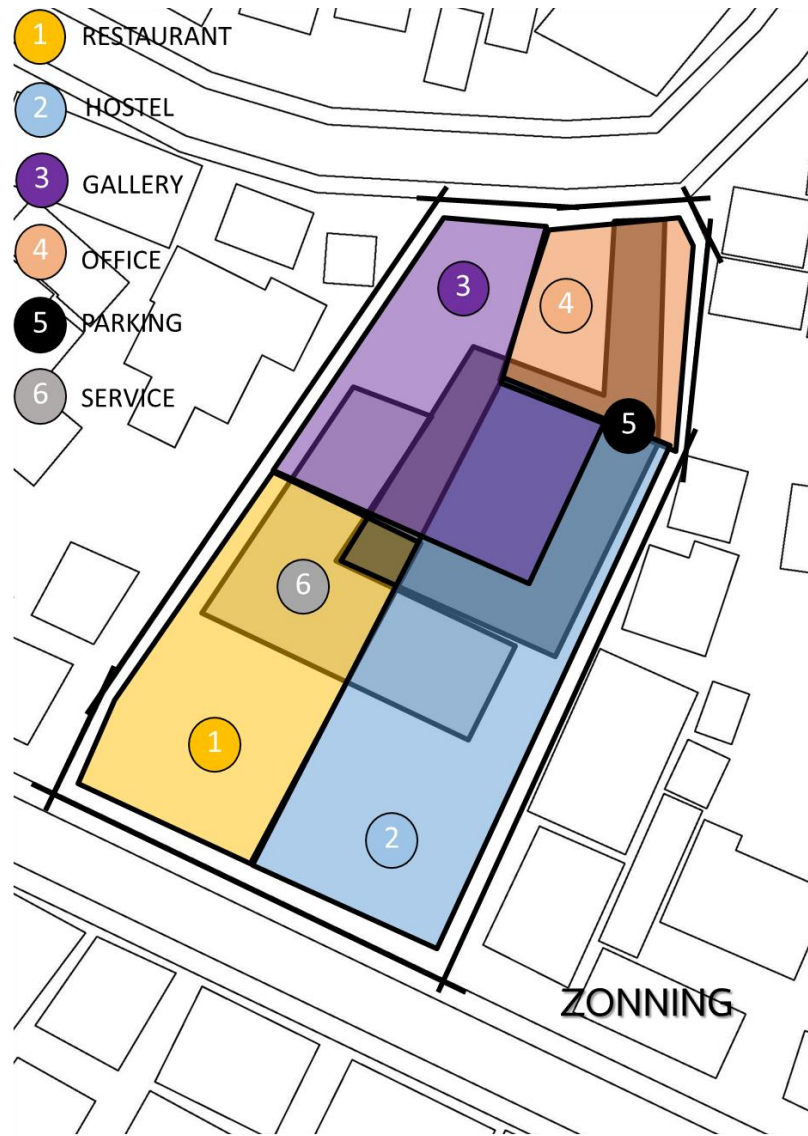 1 RESTAURANT
2 HOSTEL
3 GALLERY
4 OFFICE
5 PARKING
6 SERVICE
3
4
5
6
1
2
ZONNING